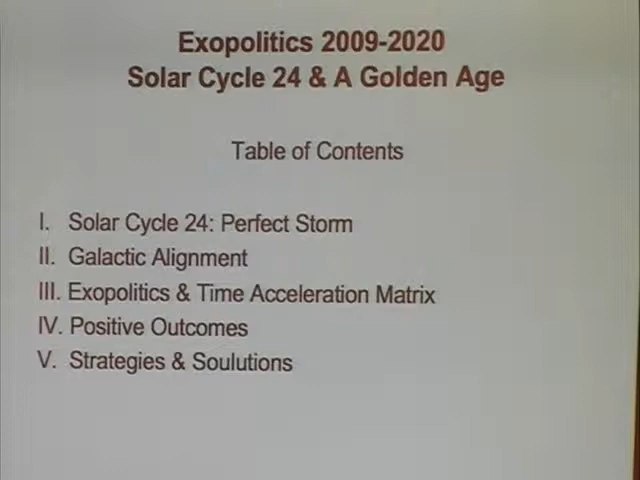 Exopolitics 2009-2020
Solar Cycle 24 & A Golden Age
Table of Contents
I. Solar Cycle 24: Perfect Storm
II. Galactic Alignment
III. Exopolitics & Time Acceleration Matrix
IV. Positive Outcomes
V. Strategies & Soulutions